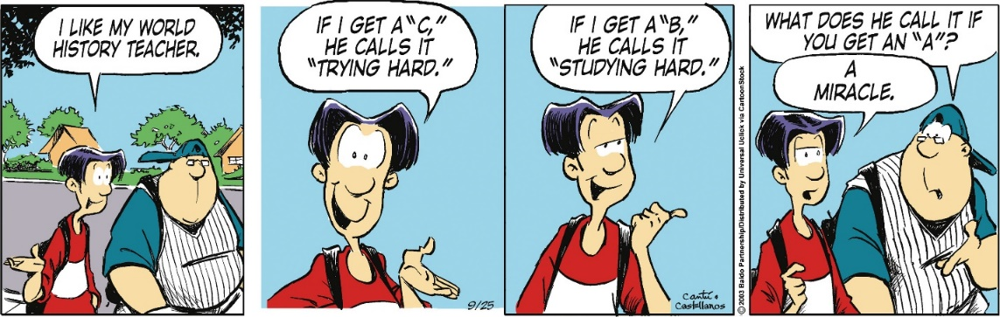 I LIKE MY WORLD
HISTORY TEACHER.
IF I GET A "C,"
HE CALLS IT
"TRYING HARD."
9/25
IF I GET A "B,"
HE CALLS IT
"STUDYING HARD."
Cantú &
Castellanos
© 2003 Baldo Partnership/Distributed by Universal Uclick via CartoonStock
WHAT DOES HE CALL IT IF
YOU GET AN "A"?
A
MIRACLE.